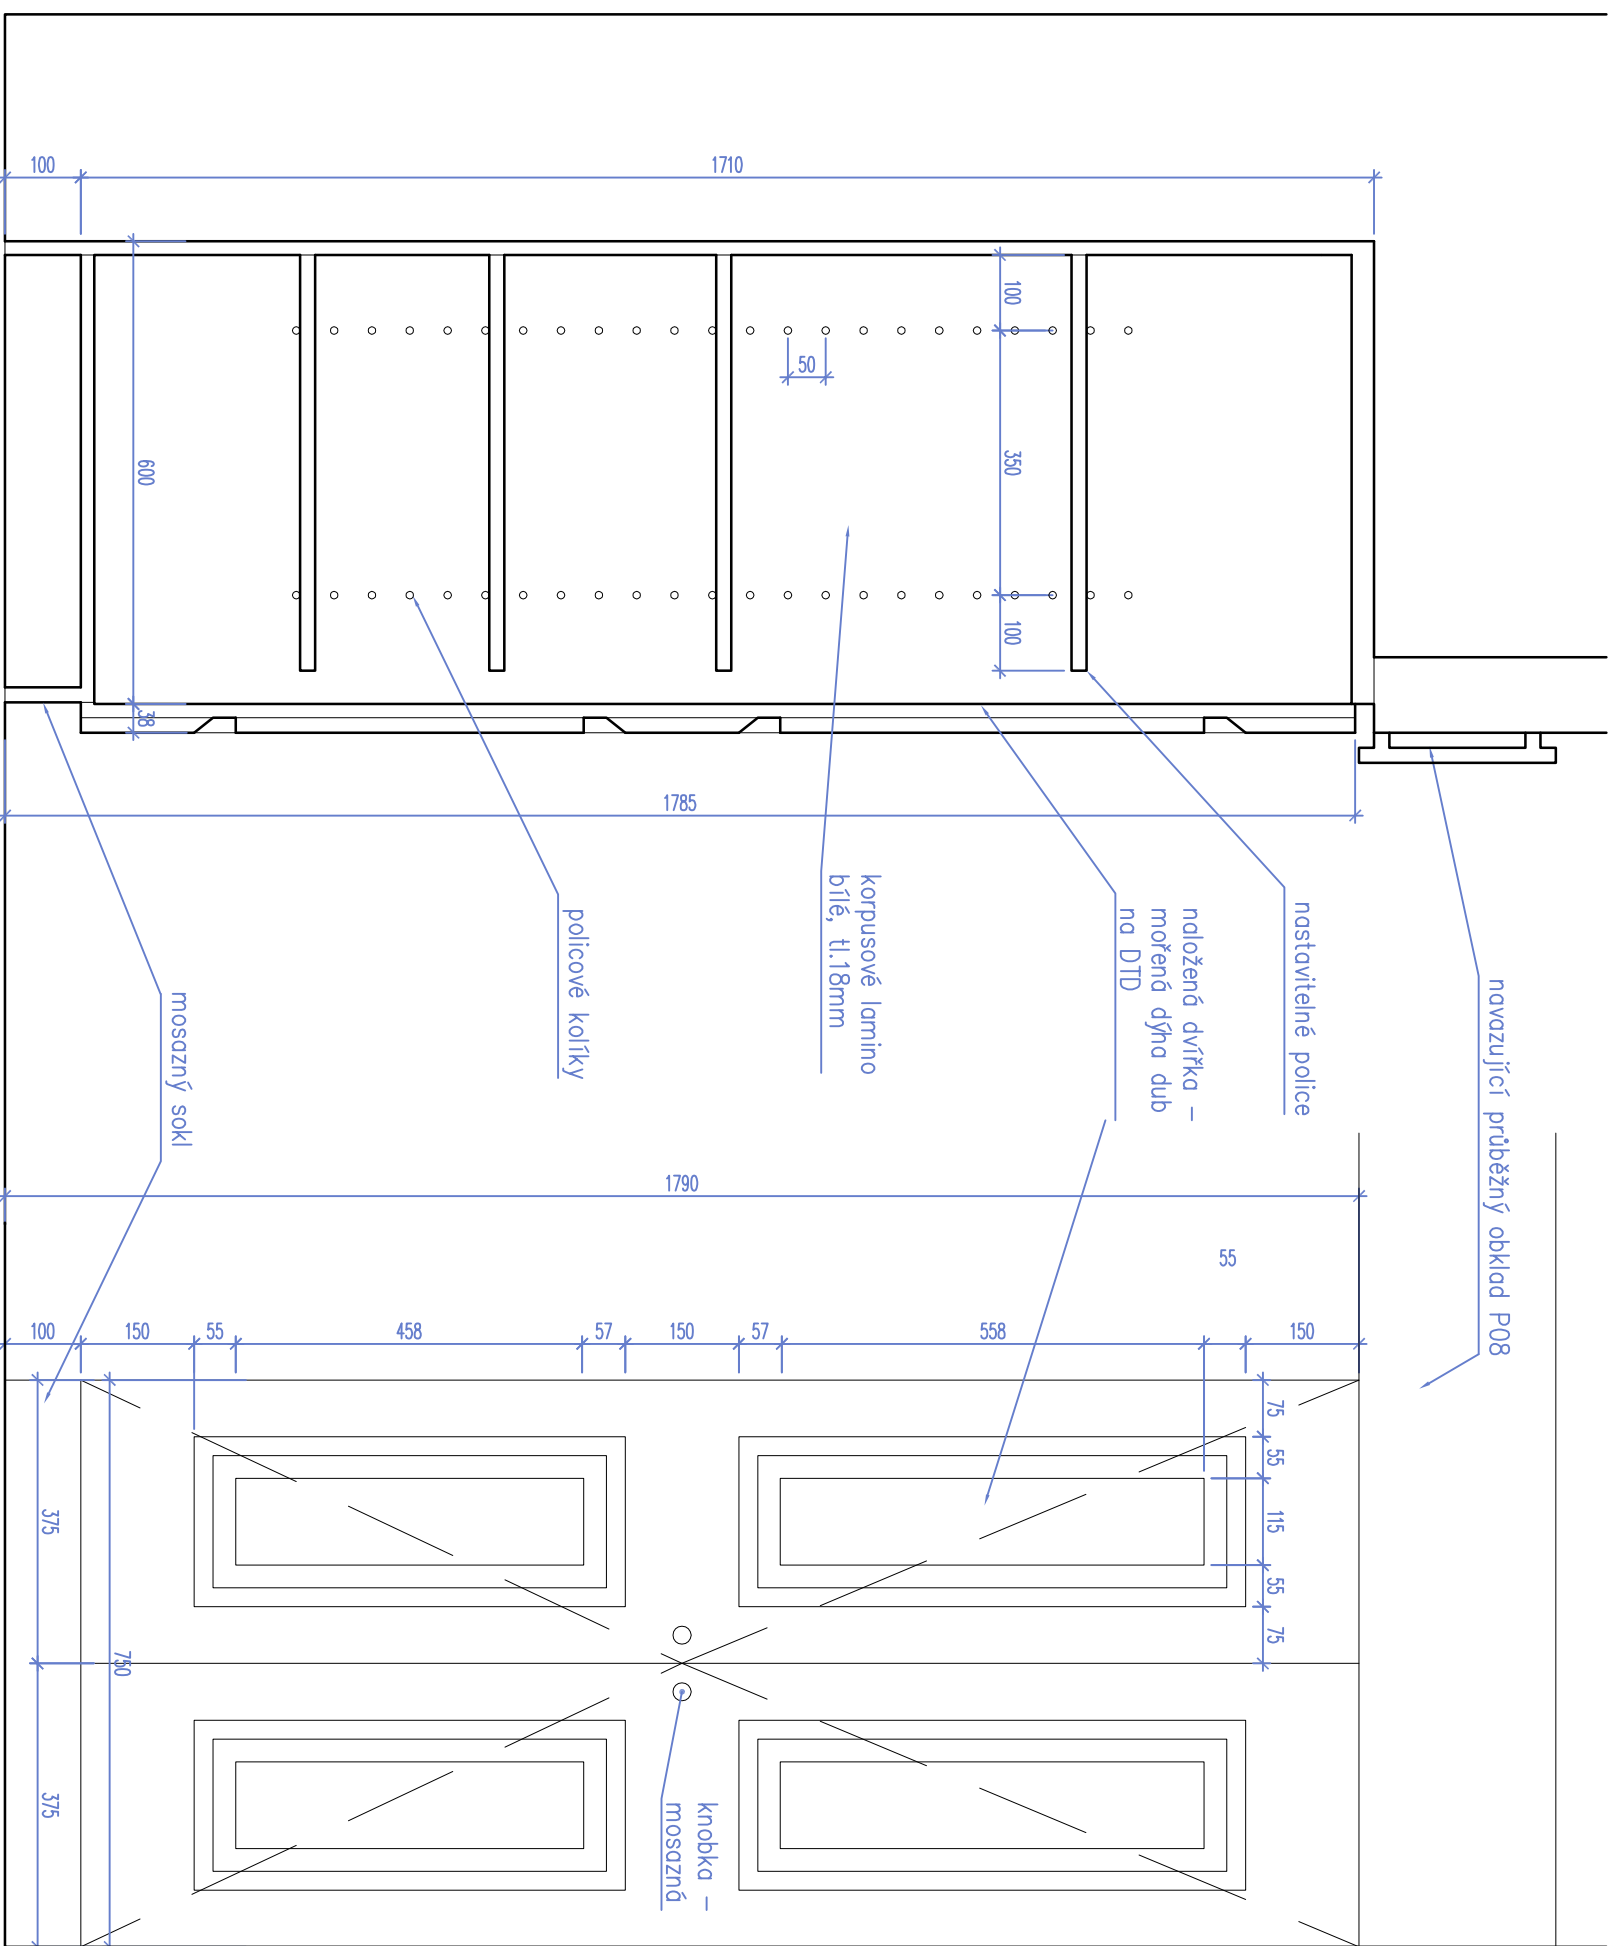 100
1710
600
38
100
350
100
50
1785
navazující průběžný obklad P08
nastavitelné police
naložená dvířka –
mořená dýha dub
na DTD
korpusové lamino
bílé, tl.18mm
policové kolíky
mosazný sokl
1790
55
100
150
55
458
57
150
57
558
150
75
55
115
55
75
375
750
375
knobka –
mosazná